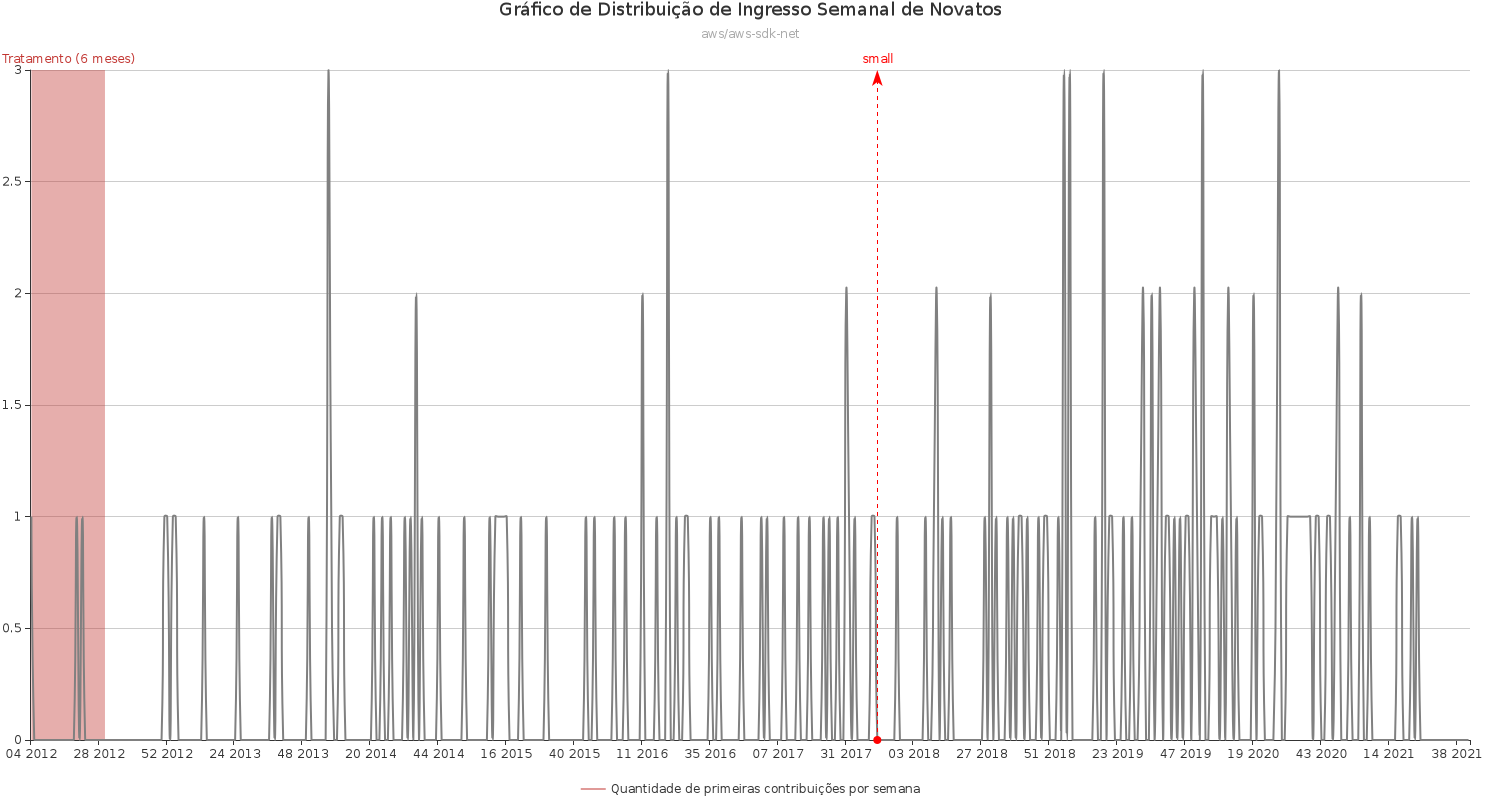 Gráfico de Distribuição de Ingresso Semanal de Novatos
aws/aws-sdk-net
Tratamento (6 meses)
small
3
2.5
2
1.5
1
0.5
0
04 2012 28 2012 52 2012 24 2013 48 2013 20 2014 44 2014 16 2015 40 2015 11 2016 35 2016 07 2017 31 2017 03 2018 27 2018 51 2018 23 2019 47 2019 19 2020 43 2020 14 2021 38 2021
Quantidade de primeiras contribuições por semana